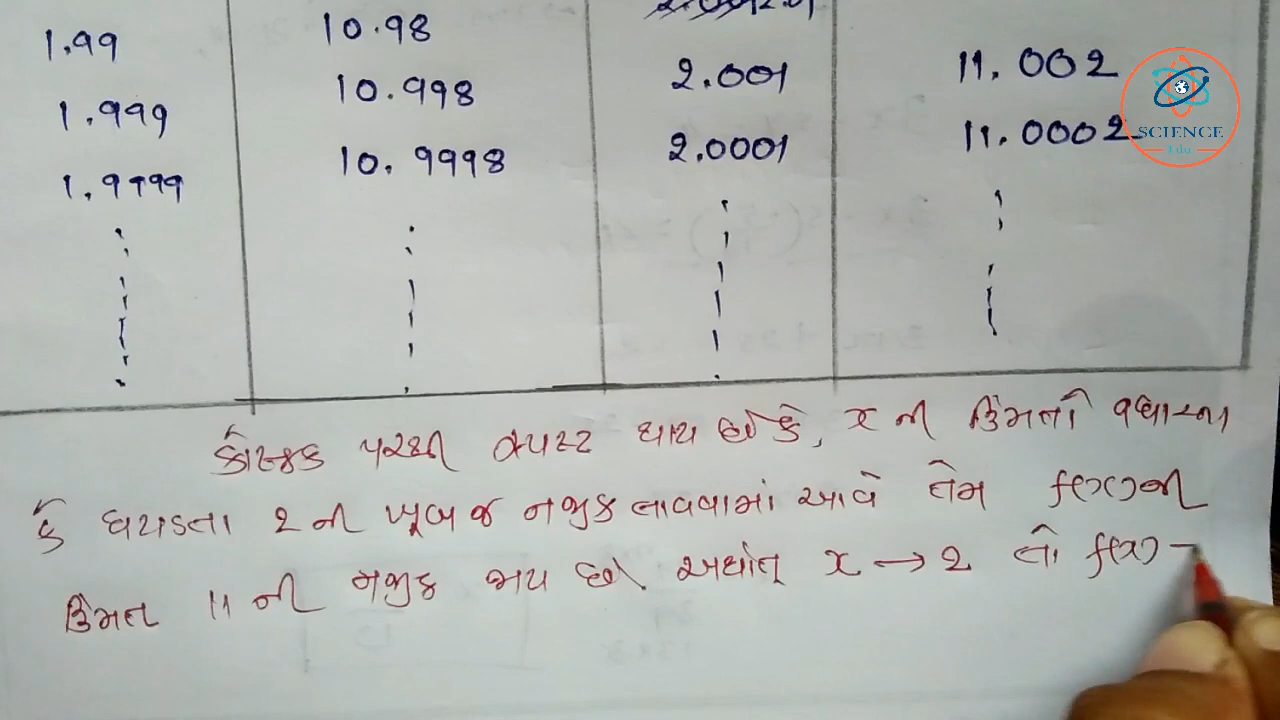 1.99 10.98
1.999 10.998 2.001 11.002
1.9999 10.9998 2.0001 11.0002
SCIENCE
Edu
કોષ્ટક પરથી સ્પષ્ટ થાય છે કે, x ની કિંમતો વધારતા
કે ઘટાડતા 2 ની ખૂબ જ નજીક લાવવામાં આવે તેમ f(x) ની
કિંમત 11 ની નજીક જાય છે. અર્થાત્ x → 2 તો f(x) –